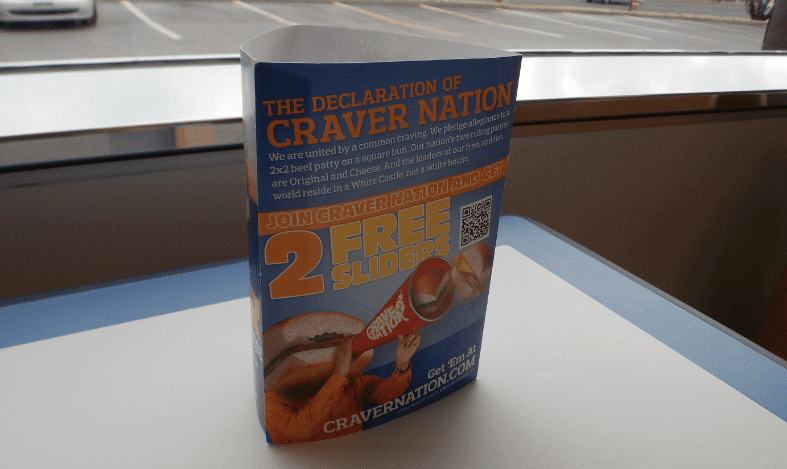 THE DECLARATION OF
CRAVER NATION
We are united by a common craving. We pledge allegiance to a
2x2 beef patty on a square bun. Our nation's two ruling parties
are Original and Cheese. And the leaders of our fried, and fun
world reside in a White Castle, not a white house.
JOIN CRAVER NATION AND GET
2 FREE
SLIDERS
CRAVER
NATION
Get 'Em At
CRAVERNATION.COM